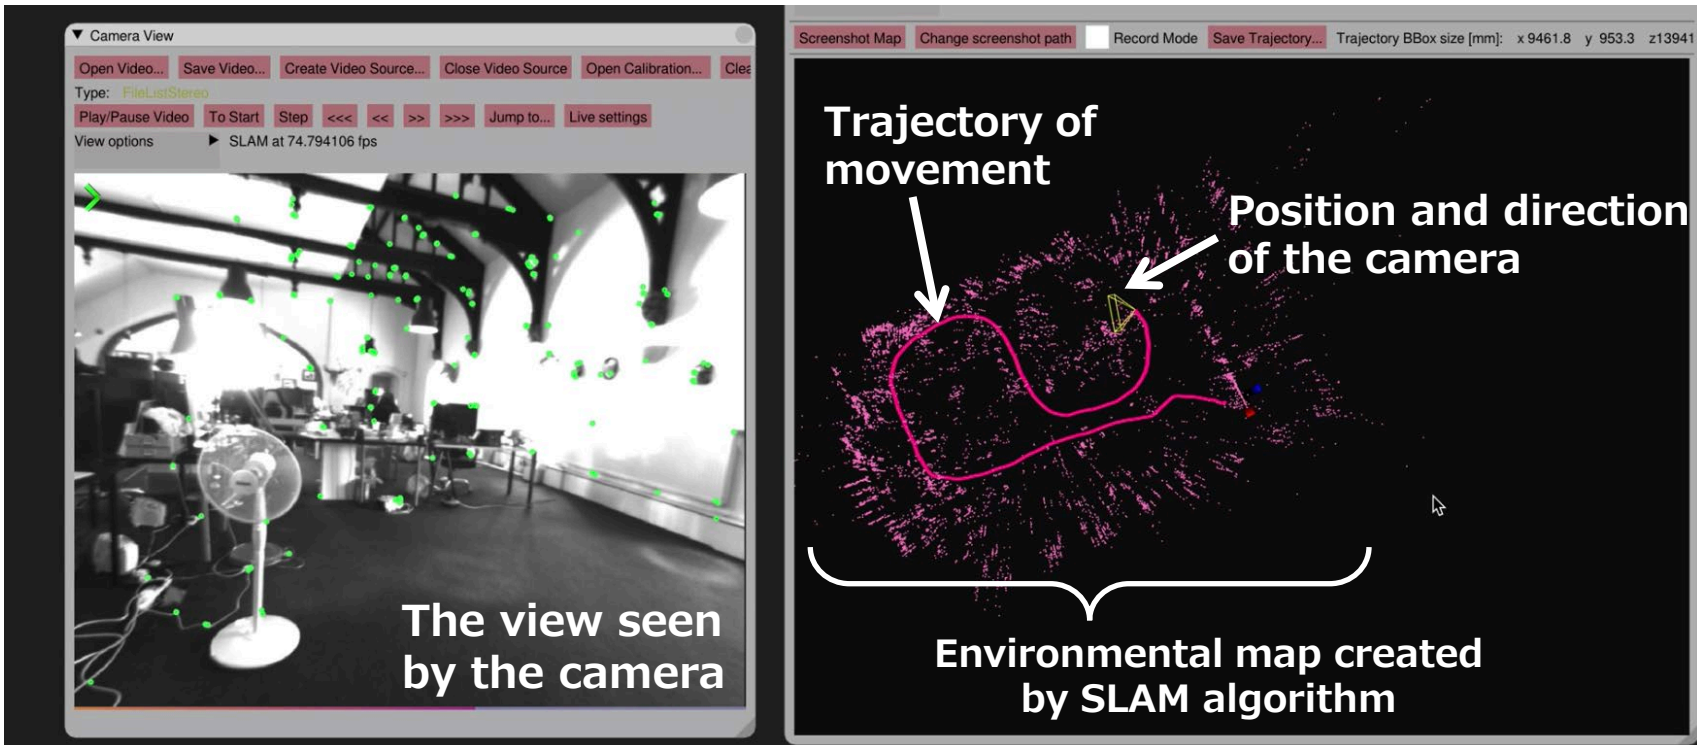 ▼ Camera View
Open Video... Save Video... Create Video Source... Close Video Source Open Calibration...
Type: FileListStereo
Play/Pause Video To Start Step <<< << >> >>> Jump to... Live settings
View options ▶ SLAM at 74.794106 fps
The view seen
by the camera
Screenshot Map Change screenshot path Record Mode Save Trajectory... Trajectory BBox size [mm]: x 9461.8 y 953.3 z13941
Trajectory of
movement
Position and direction
of the camera
Environmental map created
by SLAM algorithm